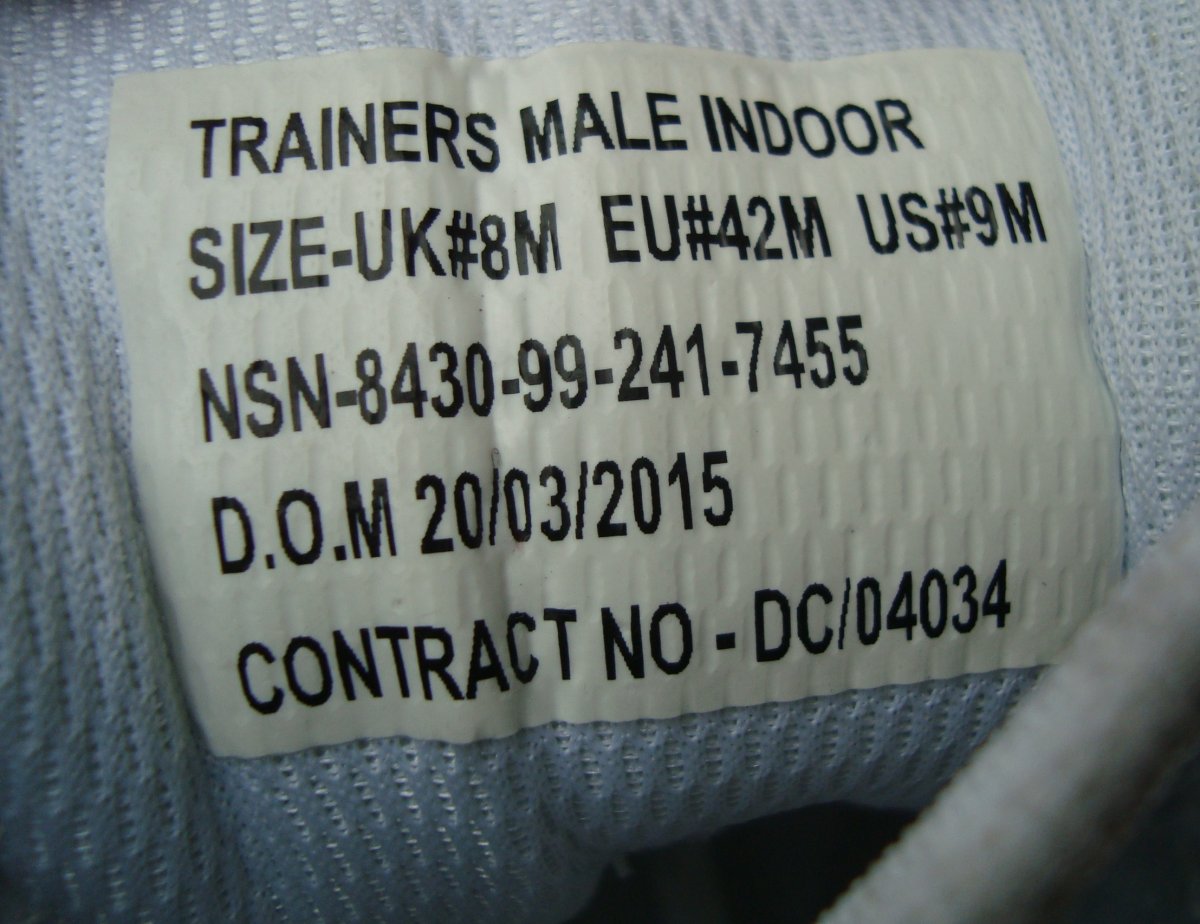 TRAINERS MALE INDOOR
SIZE-UK#8M EU#42M US#9M
NSN-8430-99-241-7455
D.O.M 20/03/2015
CONTRACT NO - DC/04034